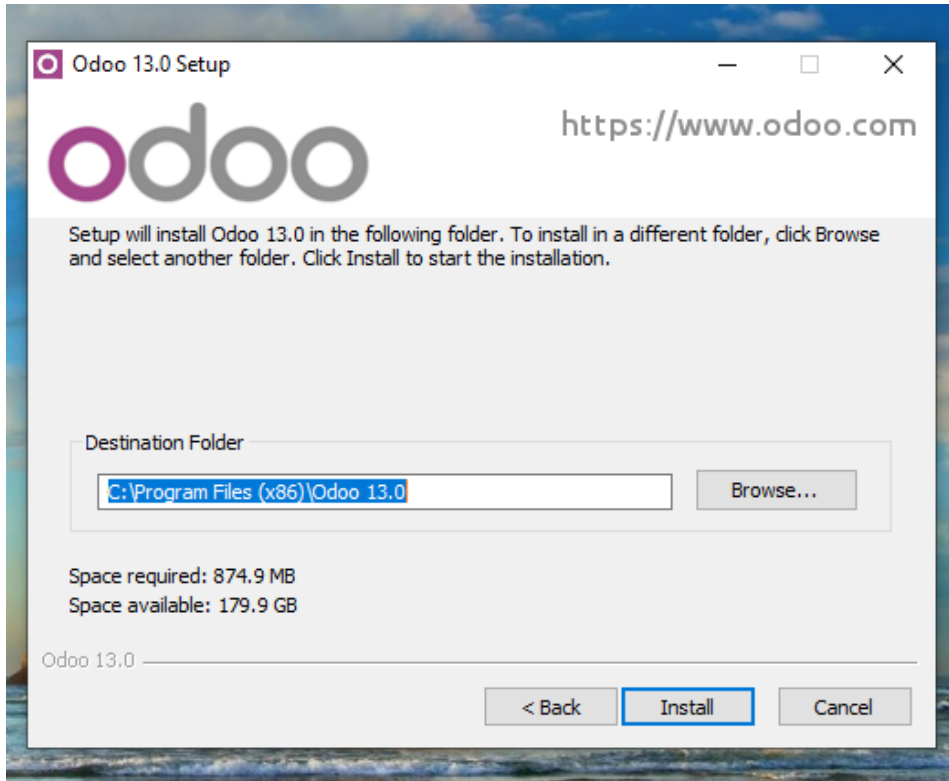 Odoo 13.0 Setup
odoo
https://www.odoo.com
Setup will install Odoo 13.0 in the following folder. To install in a different folder, click Browse
and select another folder. Click Install to start the installation.
Destination Folder
C:\Program Files (x86)\Odoo 13.0
Browse...
Space required: 874.9 MB
Space available: 179.9 GB
Odoo 13.0
< Back
Install
Cancel